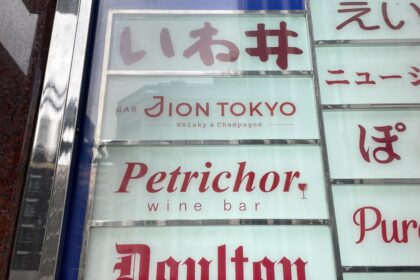 いわ井
BAR JION TOKYO
Whisky & Champagne
Petrichor
wine bar
Doulton
えい
ニュージ
ぽ
Pur